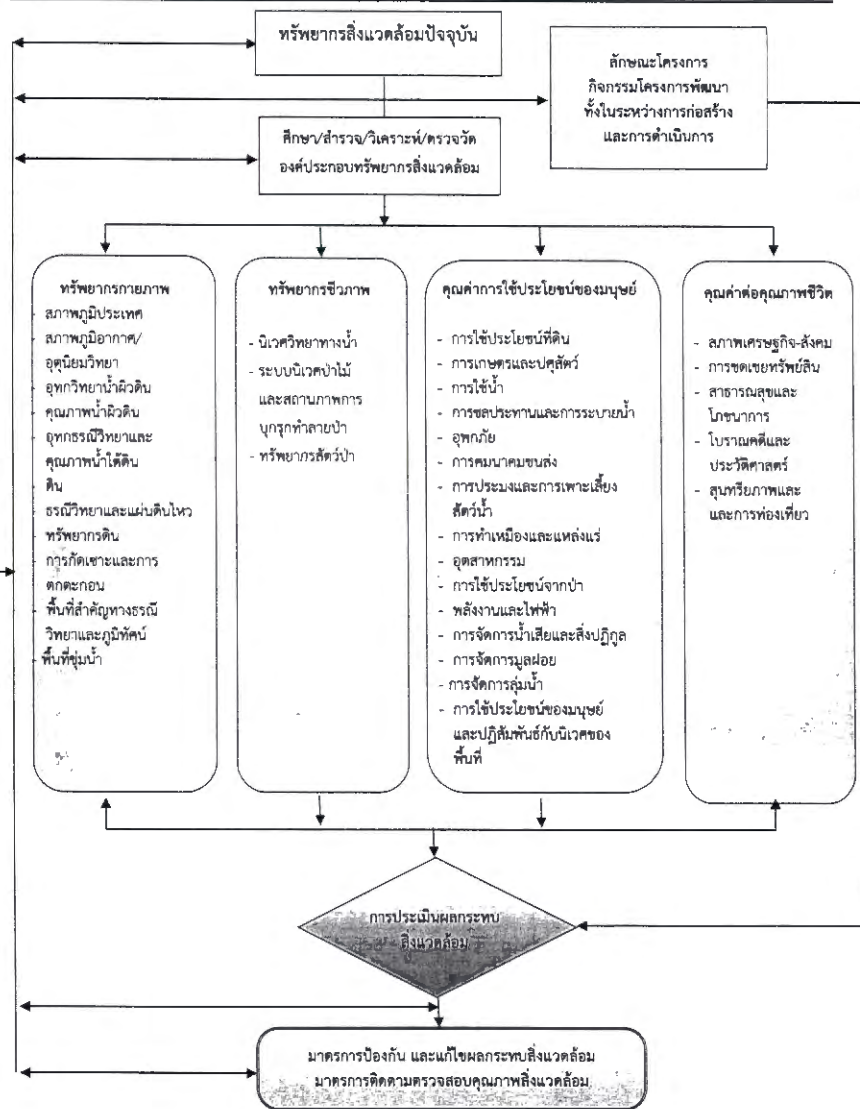 ทรัพยากรสิ่งแวดล้อมปัจจุบัน
ลักษณะโครงการ
กิจกรรมโครงการพัฒนา
ทั้งในระหว่างการก่อสร้าง
และการดำเนินการ
ศึกษา/สำรวจ/วิเคราะห์/ตรวจวัด
องค์ประกอบทรัพยากรสิ่งแวดล้อม
ทรัพยากรกายภาพ
สภาพภูมิประเทศ
สภาพภูมิอากาศ/
อุตุนิยมวิทยา
อุทกวิทยาน้ำผิวดิน
คุณภาพน้ำผิวดิน
อุทกธรณีวิทยาและ
คุณภาพน้ำใต้ดิน
ดิน
ธรณีวิทยาและแผ่นดินไหว
ทรัพยากรดิน
การกัดเซาะและการ
ตกตะกอน
- พื้นที่สำคัญทางธรณี
วิทยาและภูมิทัศน์
- พื้นที่ชุ่มน้ำ
ทรัพยากรชีวภาพ
- นิเวศวิทยาทางน้ำ
- ระบบนิเวศป่าไม้
และสถานภาพการ
บุกรุกทำลายป่า
- ทรัพยากรสัตว์ป่า
คุณค่าการใช้ประโยชน์ของมนุษย์
- การใช้ประโยชน์ที่ดิน
- การเกษตรและปศุสัตว์
- การใช้น้ำ
- การชลประทานและการระบายน้ำ
- อุทกภัย
- การคมนาคมขนส่ง
- การประมงและการเพาะเลี้ยง
สัตว์น้ำ
- การทำเหมืองและแหล่งแร่
- อุตสาหกรรม
- การใช้ประโยชน์จากป่า
- พลังงานและไฟฟ้า
- การจัดการน้ำเสียและสิ่งปฏิกูล
- การจัดการมูลฝอย
- การจัดการลุ่มน้ำ
- การใช้ประโยชน์ของมนุษย์
และปฏิสัมพันธ์กับนิเวศของ
พื้นที่
คุณค่าต่อคุณภาพชีวิต
- สภาพเศรษฐกิจ-สังคม
- การชดเชยทรัพย์สิน
- สาธารณสุขและ
โภชนาการ
- โบราณคดีและ
ประวัติศาสตร์
- สุนทรียภาพและ
และการท่องเที่ยว
การประเมินผลกระทบ
สิ่งแวดล้อม
มาตรการป้องกัน และแก้ไขผลกระทบสิ่งแวดล้อม
มาตรการติดตามตรวจสอบคุณภาพสิ่งแวดล้อม